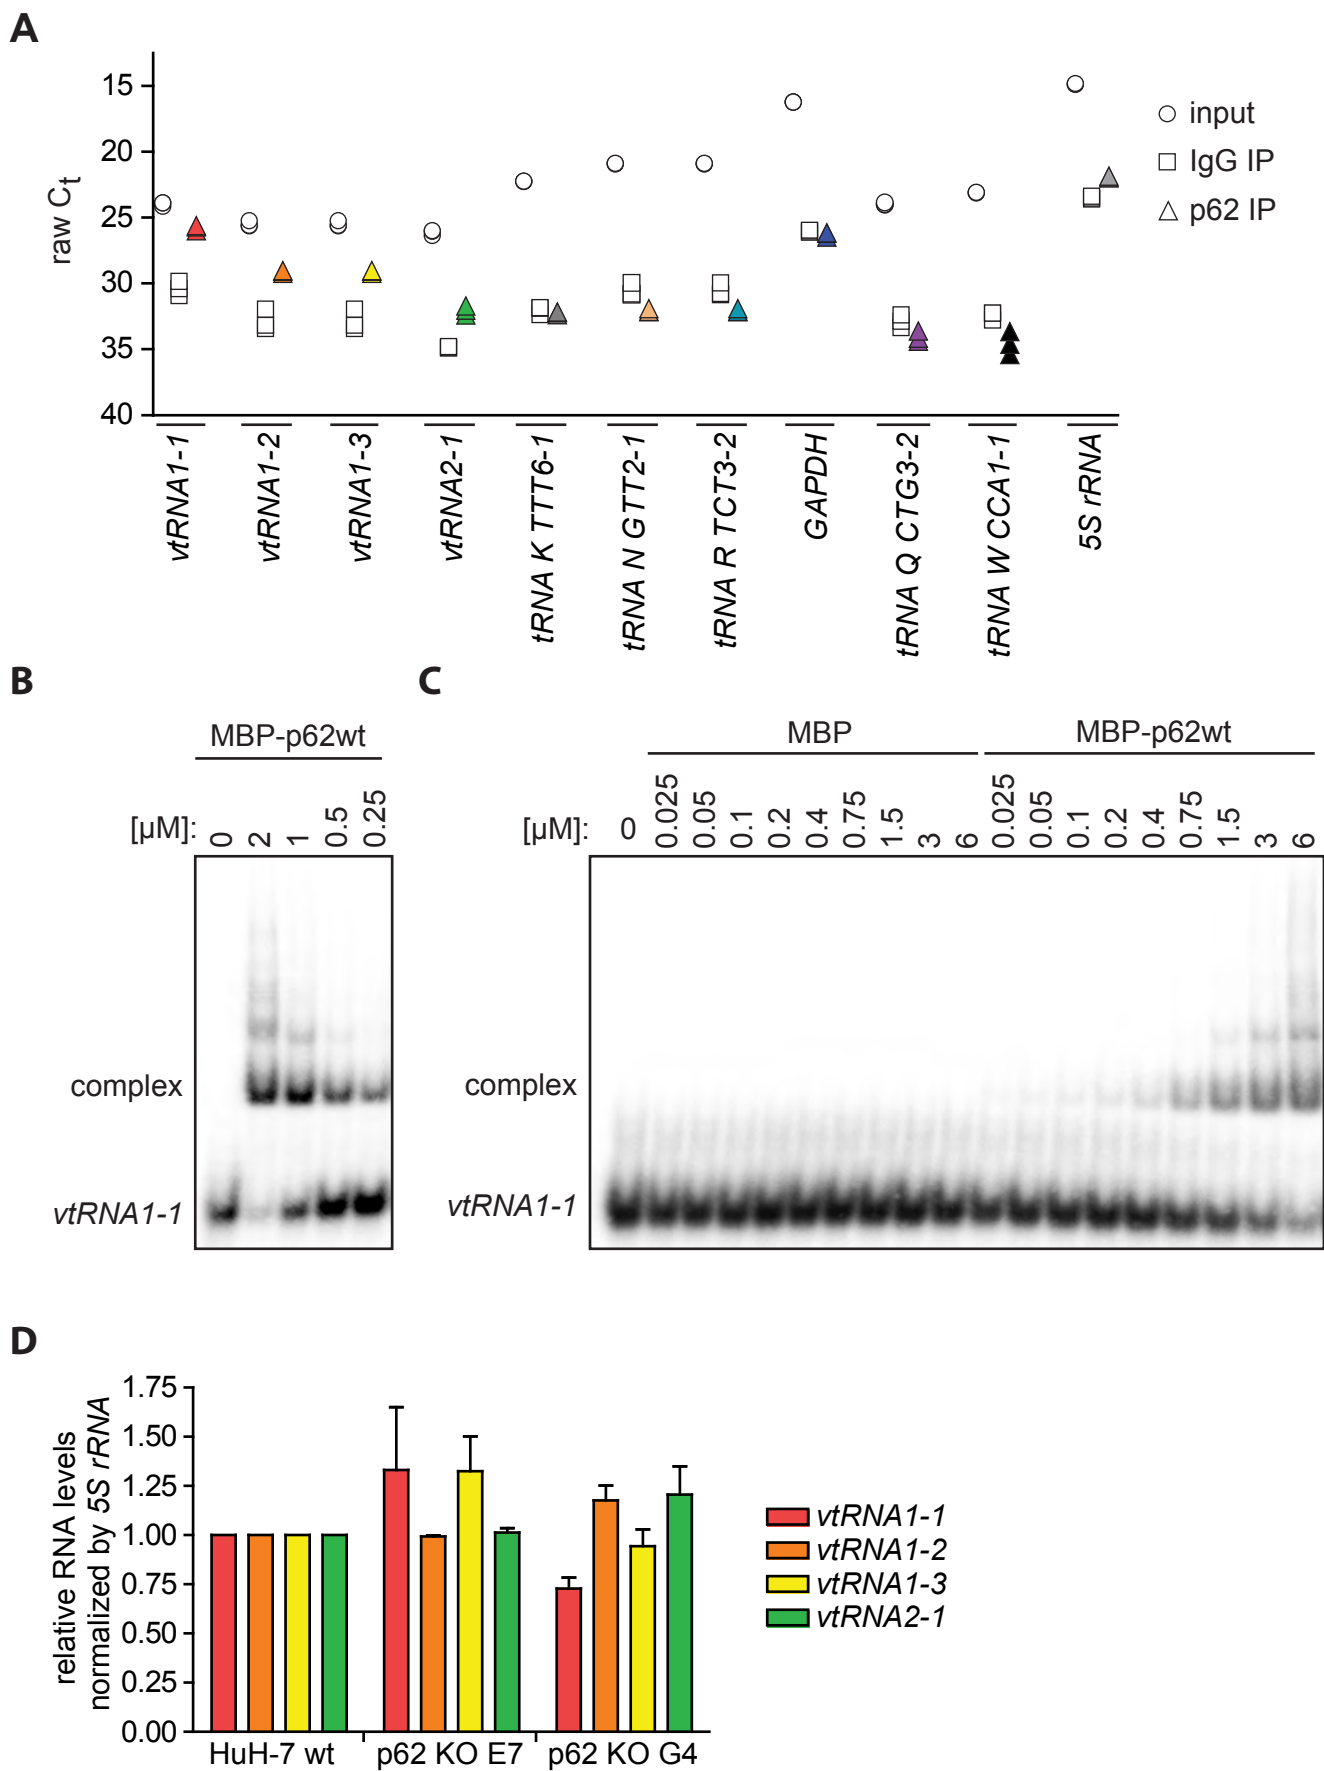 A
raw Ct
15
20
25
30
35
40
input
IgG IP
p62 IP
vtRNA1-1
vtRNA1-2
vtRNA1-3
vtRNA2-1
tRNA K TTT6-1
tRNA N GTT2-1
tRNA R TCT3-2
GAPDH
tRNA Q CTG3-2
tRNA W CCA1-1
5S rRNA
B
MBP-p62wt
[µM]: 0 2 1 0.5 0.25
complex
vtRNA1-1
C
MBP MBP-p62wt
[µM]: 0 0.025 0.05 0.1 0.2 0.4 0.75 1.5 3 6 0.025 0.05 0.1 0.2 0.4 0.75 1.5 3 6
complex
vtRNA1-1
D
relative RNA levels
normalized by 5S rRNA
1.75
1.50
1.25
1.00
0.75
0.50
0.25
0.00
HuH-7 wt p62 KO E7 p62 KO G4
vtRNA1-1
vtRNA1-2
vtRNA1-3
vtRNA2-1